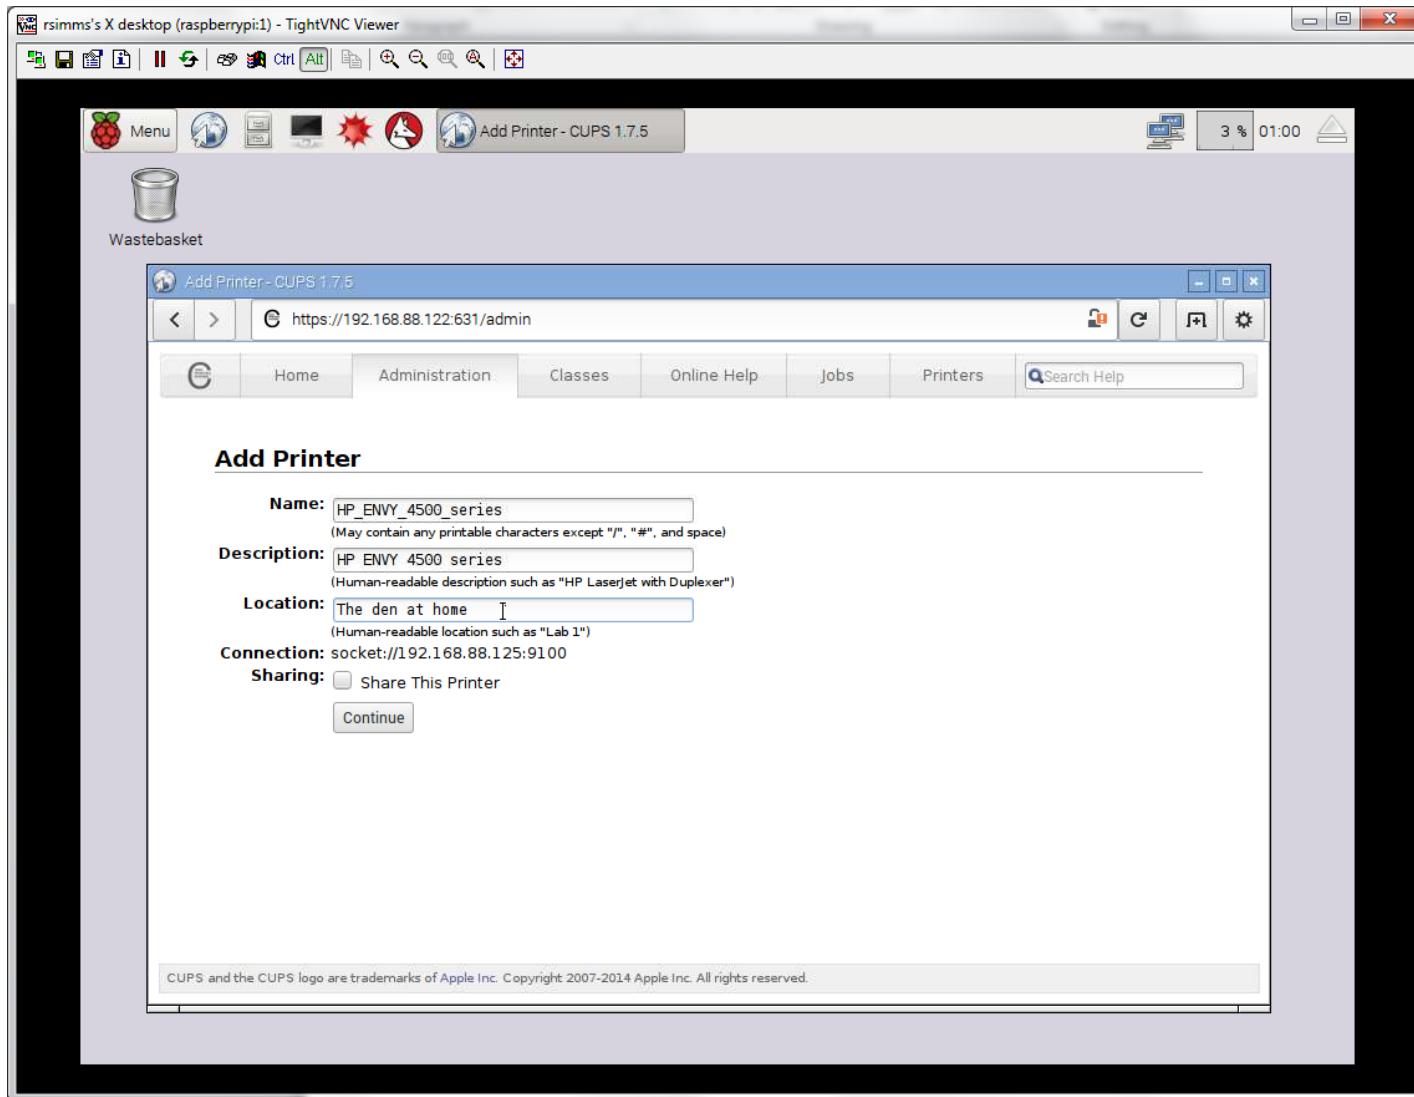 rsimms's X desktop (raspberrypi:1) - TightVNC Viewer
Ctrl Alt
Menu
Add Printer - CUPS 1.7.5
3 % 01:00
Wastebasket
Add Printer - CUPS 1.7.5
https://192.168.88.122:631/admin
Home Administration Classes Online Help Jobs Printers Search Help
Add Printer
Name: HP_ENVY_4500_series
(May contain any printable characters except "/", "#", and space)
Description: HP ENVY 4500 series
(Human-readable description such as "HP LaserJet with Duplexer")
Location: The den at home
(Human-readable location such as "Lab 1")
Connection: socket://192.168.88.125:9100
Sharing: Share This Printer
Continue
CUPS and the CUPS logo are trademarks of Apple Inc. Copyright 2007-2014 Apple Inc. All rights reserved.